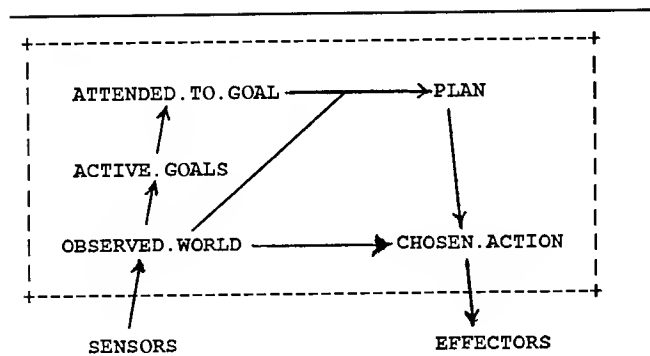 ATTENDED.TO.GOAL PLAN
ACTIVE.GOALS
OBSERVED.WORLD CHOSEN.ACTION
SENSORS EFFECTORS